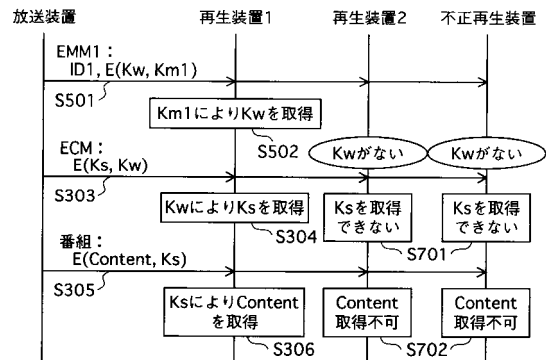 放送装置
再生装置1
再生装置2
不正再生装置
EMM1：
ID1, E(Kw, Km1)
S501
Km1によりKwを取得
S502
ECM：
E(Ks, Kw)
S303
Kwがない
Kwがない
KwによりKsを取得
S304
Ksを取得
できない
Ksを取得
できない
S701
番組：
E(Content, Ks)
S305
KsによりContent
を取得
S306
Content
取得不可
Content
取得不可
S702